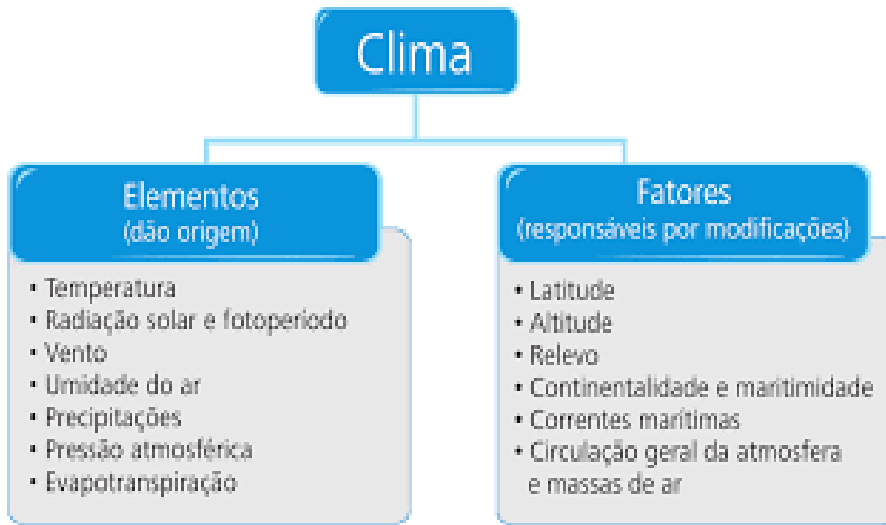 Clima
Elementos
(dão origem)
• Temperatura
• Radiação solar e fotoperíodo
• Vento
• Umidade do ar
• Precipitações
• Pressão atmosférica
• Evapotranspiração
Fatores
(responsáveis por modificações)
• Latitude
• Altitude
• Relevo
• Continentalidade e maritimidade
• Correntes marítimas
• Circulação geral da atmosfera
e massas de ar